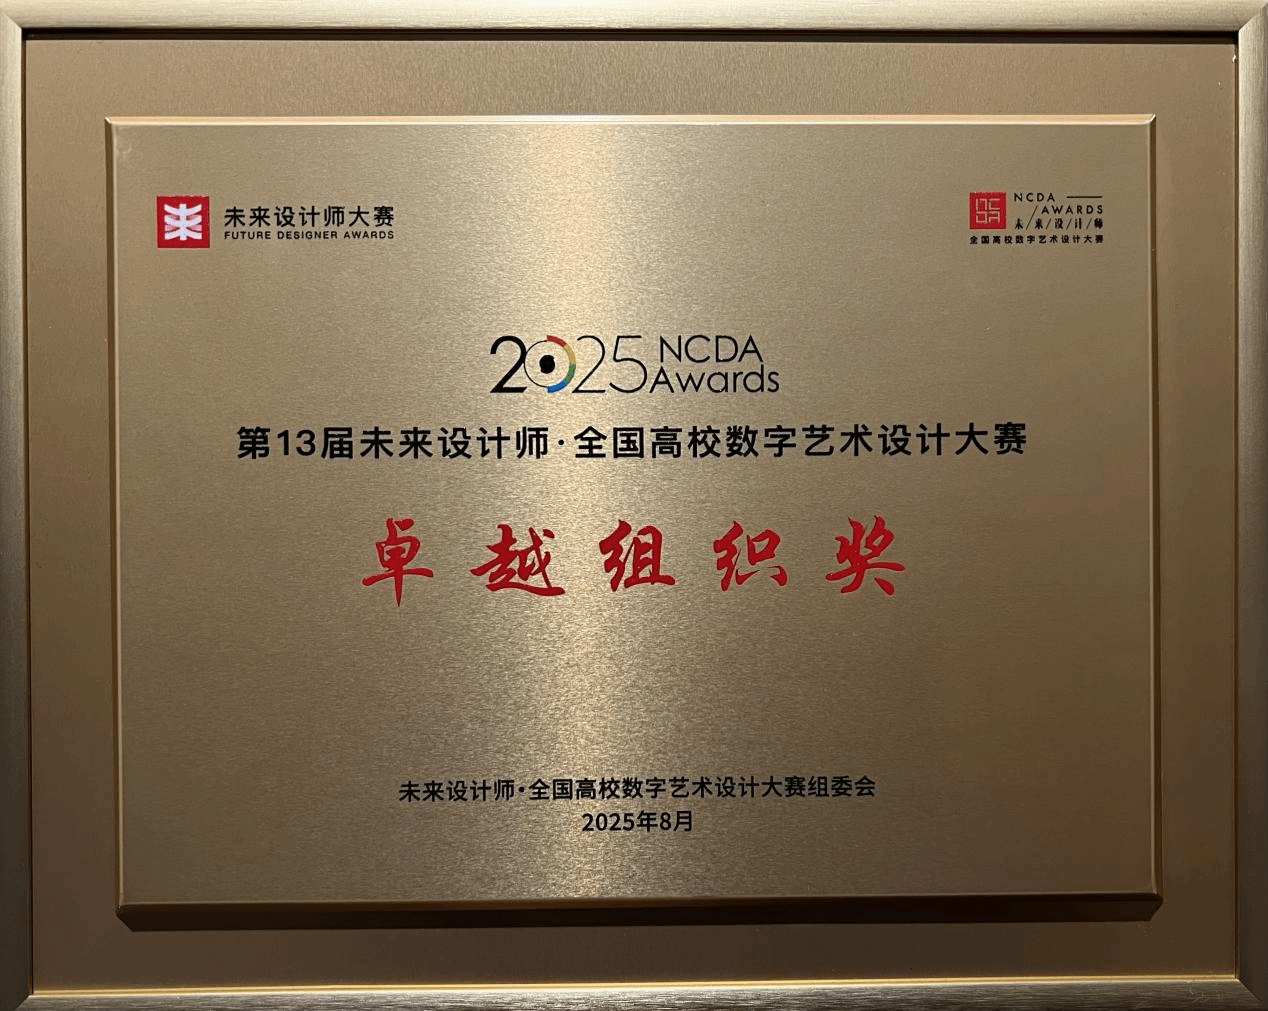 未来设计师大赛
FUTURE DESIGNER AWARDS
NCDA
AWARDS
未/来/设/计/师
全国高校数字艺术设计大赛
2025 NCDA
Awards
第13届未来设计师·全国高校数字艺术设计大赛
卓越组织奖
未来设计师·全国高校数字艺术设计大赛组委会
2025年8月